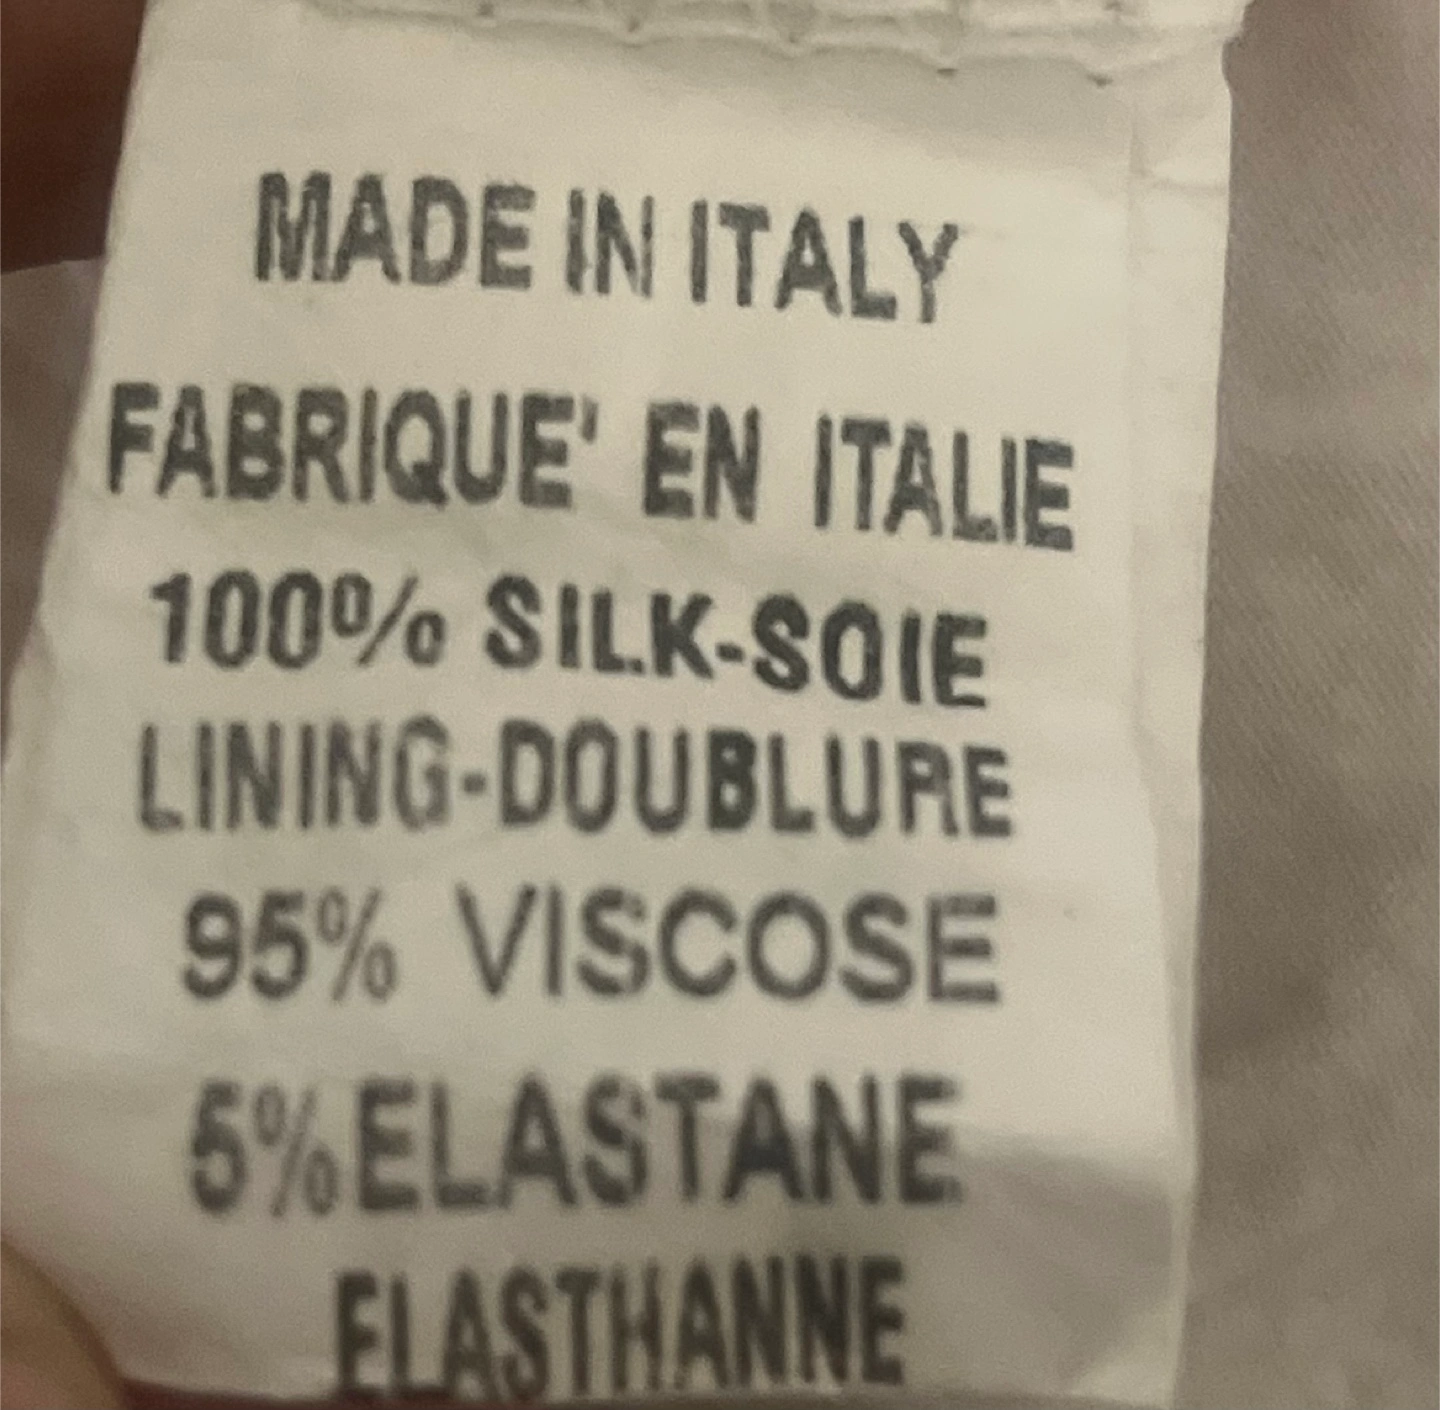 MADE IN ITALY
FABRIQUE' EN ITALIE
100% SILK-SOIE
LINING-DOUBLURE
95% VISCOSE
5%ELASTANE
ELASTHANNE